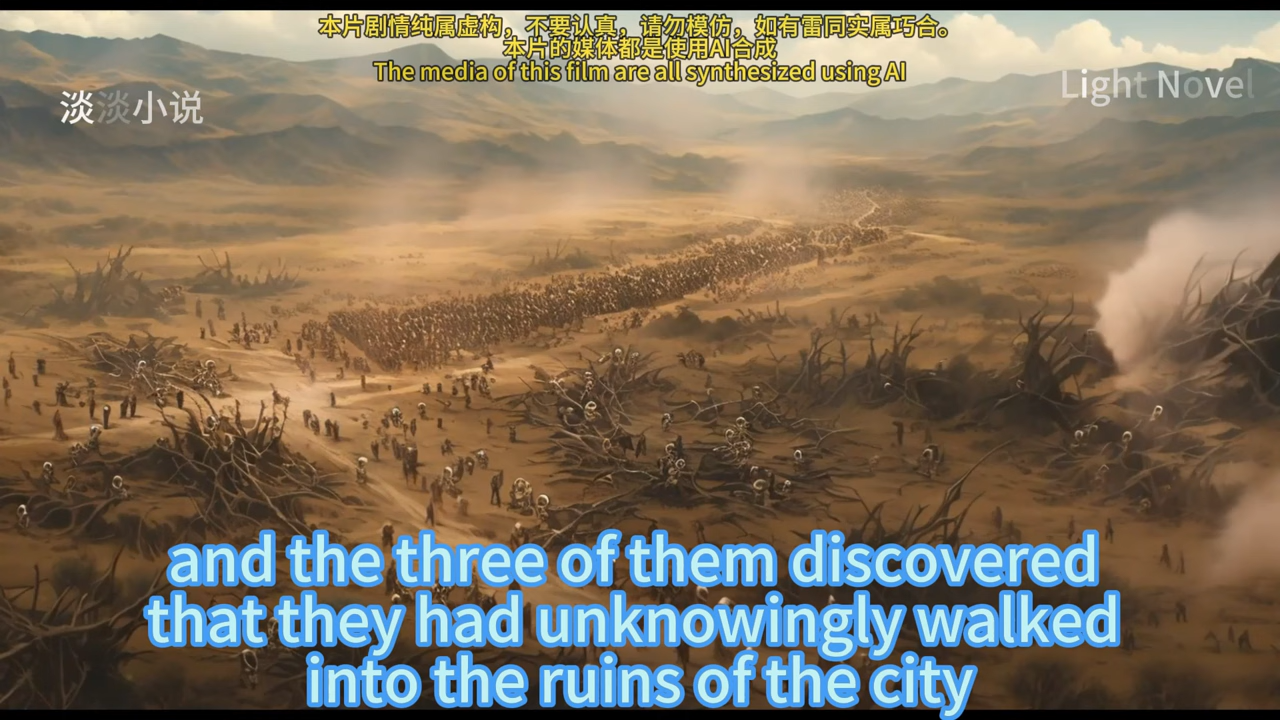 本片剧情纯属虚构，不要认真，请勿模仿，如有雷同实属巧合。
本片的媒体都是使用AI合成
The media of this film are all synthesized using AI
淡淡小说
Light Novel
and the three of them discovered
that they had unknowingly walked
into the ruins of the city